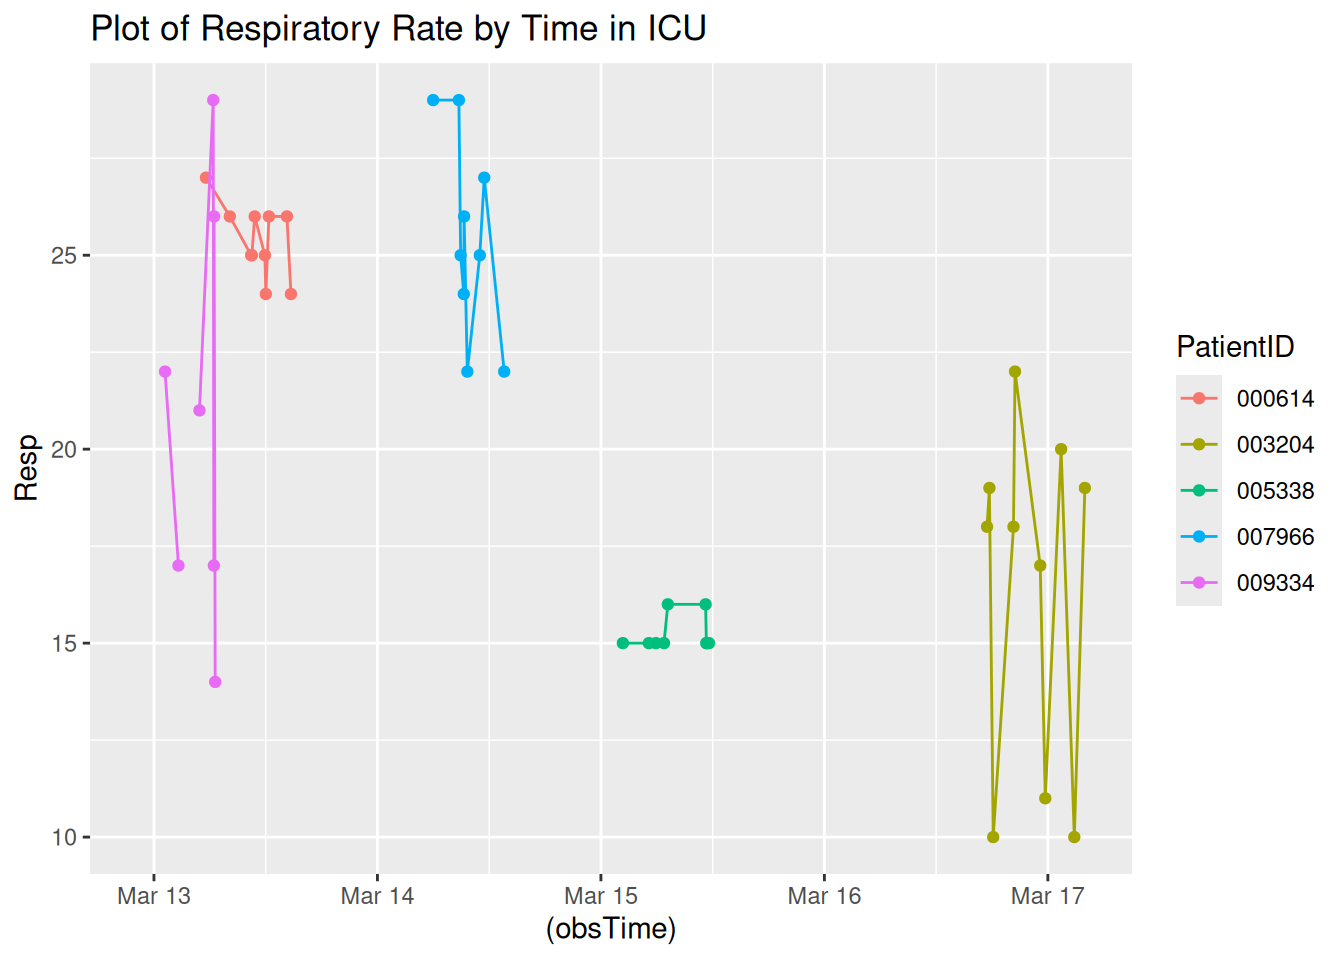 Plot of Respiratory Rate by Time in ICU
25
20
15
10
Resp
Mar 13
Mar 14
Mar 15
Mar 16
Mar 17
(obsTime)
PatientID
000614
003204
005338
007966
009334